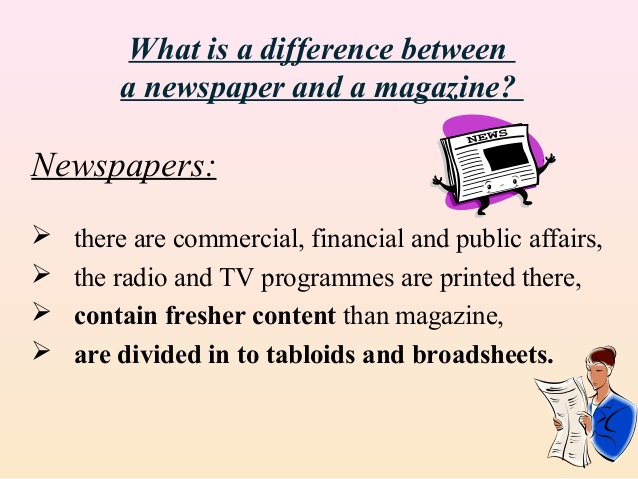 What is a difference between
a newspaper and a magazine?
NEWS
Newspapers:
➢ there are commercial, financial and public affairs,
➢ the radio and TV programmes are printed there,
➢ contain fresher content than magazine,
➢ are divided in to tabloids and broadsheets.